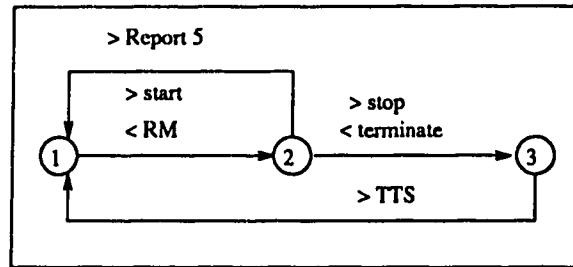 > Report 5
> start
< RM
> stop
< terminate
1
2
3
> TTS